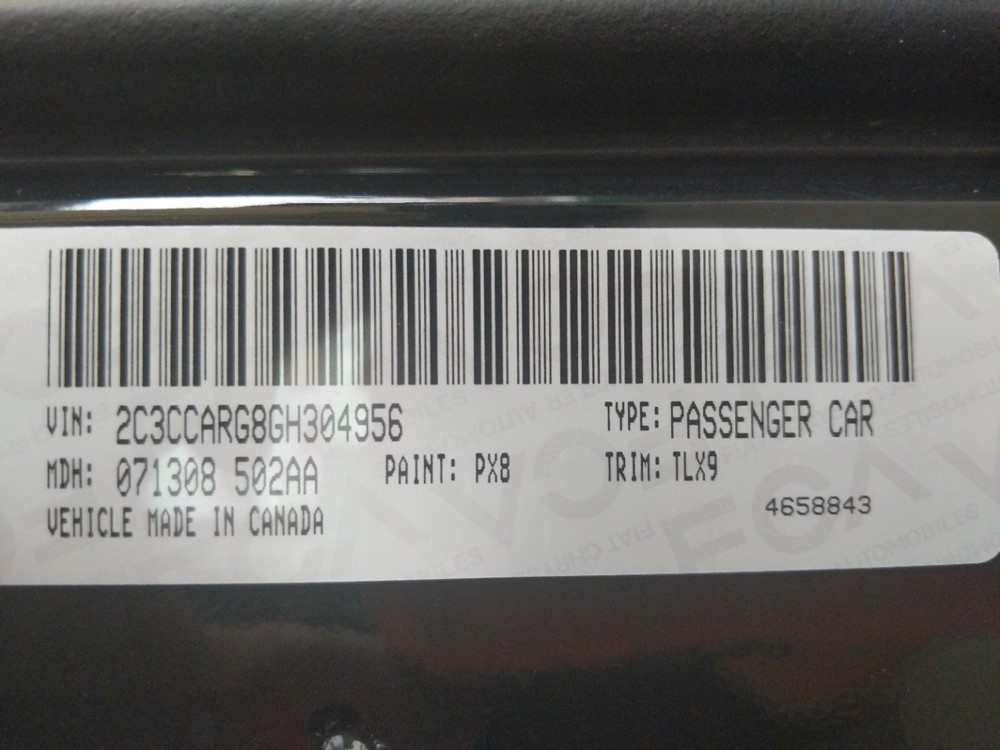 VIN: 2C3CCARG8GH304956 TYPE: PASSENGER CAR
MDH: 071308 502AA PAINT: PX8 TRIM: TLX9
4658843
VEHICLE MADE IN CANADA